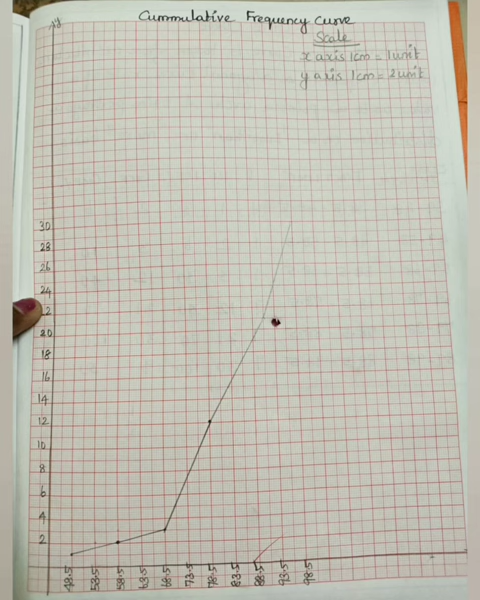 y
Cummulative Frequency curve
Scale
x axis 1cm = 1unit
y axis 1cm = 2unit
30
28
26
24
22
20
18
16
14
12
10
8
6
4
2
48.5 53.5 58.5 63.5 68.5 73.5 78.5 83.5 88.5 93.5 98.5